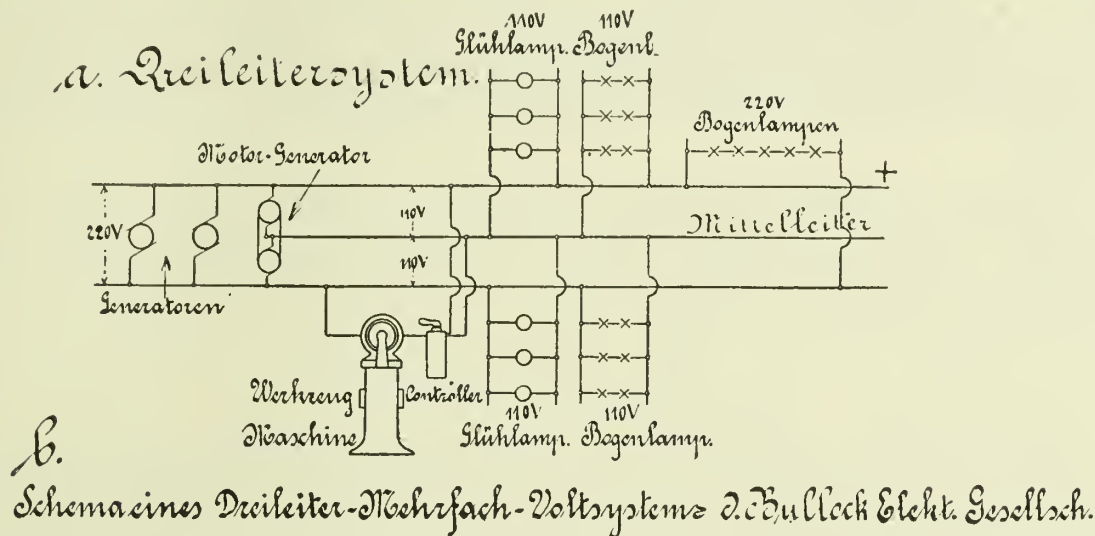 110V 110V
Glühlamp. Bogenl.
a. Dreileitersystem.
220V
Bogenlampen
Motor-Generator
+
220V
110V
Mittelleiter
110V
Generatoren
Werkzeug Controller
Maschine
110V 110V
Glühlamp. Bogenlamp.
b.
Schema eines Dreileiter-Mehrfach-Voltsystems d. Bullock Elekt. Gesellsch.